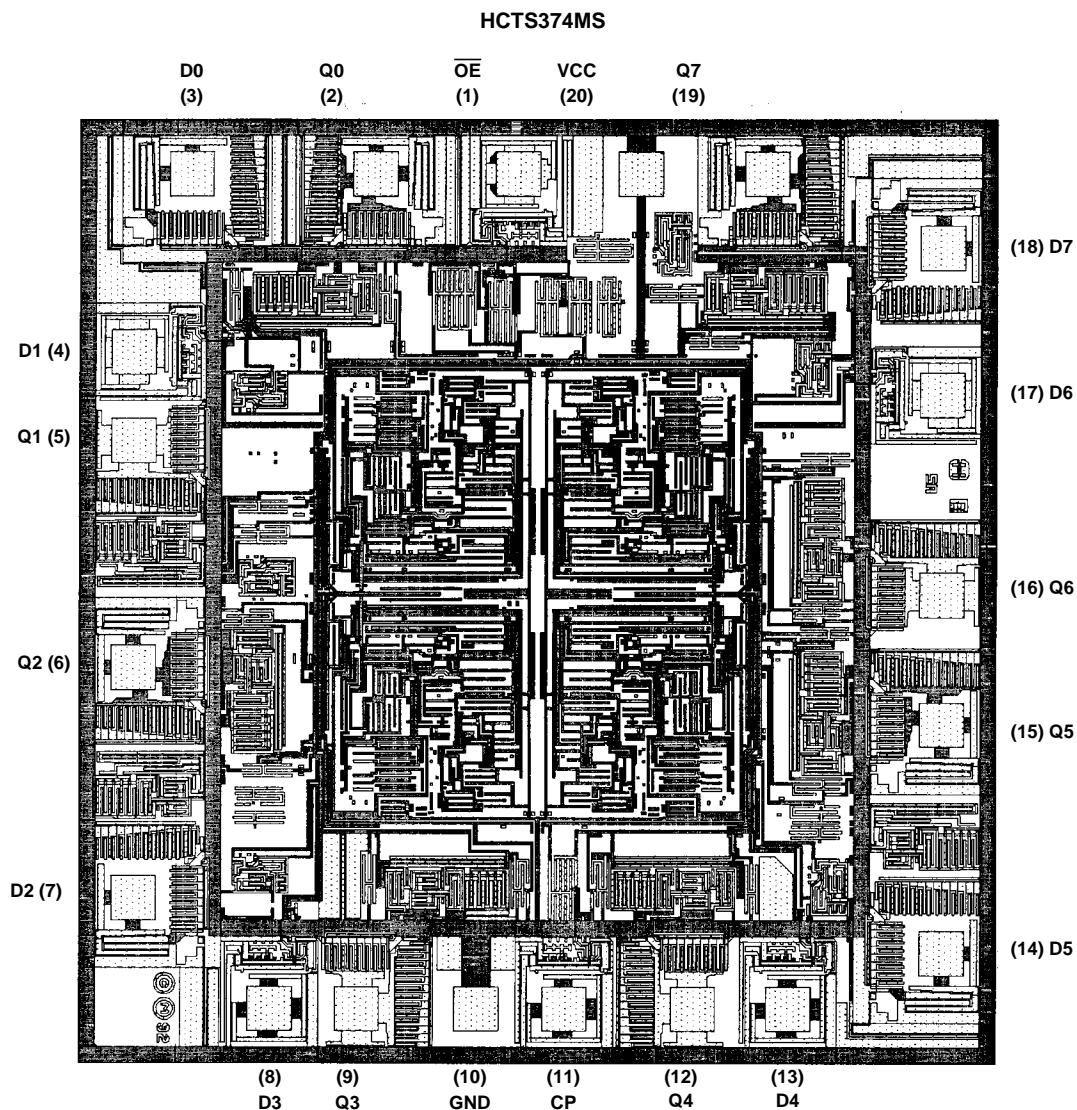 HCTS374MS
D0 Q0 OE VCC Q7
(3) (2) (1) (20) (19)
(18) D7
D1 (4)
(17) D6
Q1 (5)
(16) Q6
Q2 (6)
(15) Q5
D2 (7)
(14) D5
(8) (9) (10) (11) (12) (13)
D3 Q3 GND CP Q4 D4